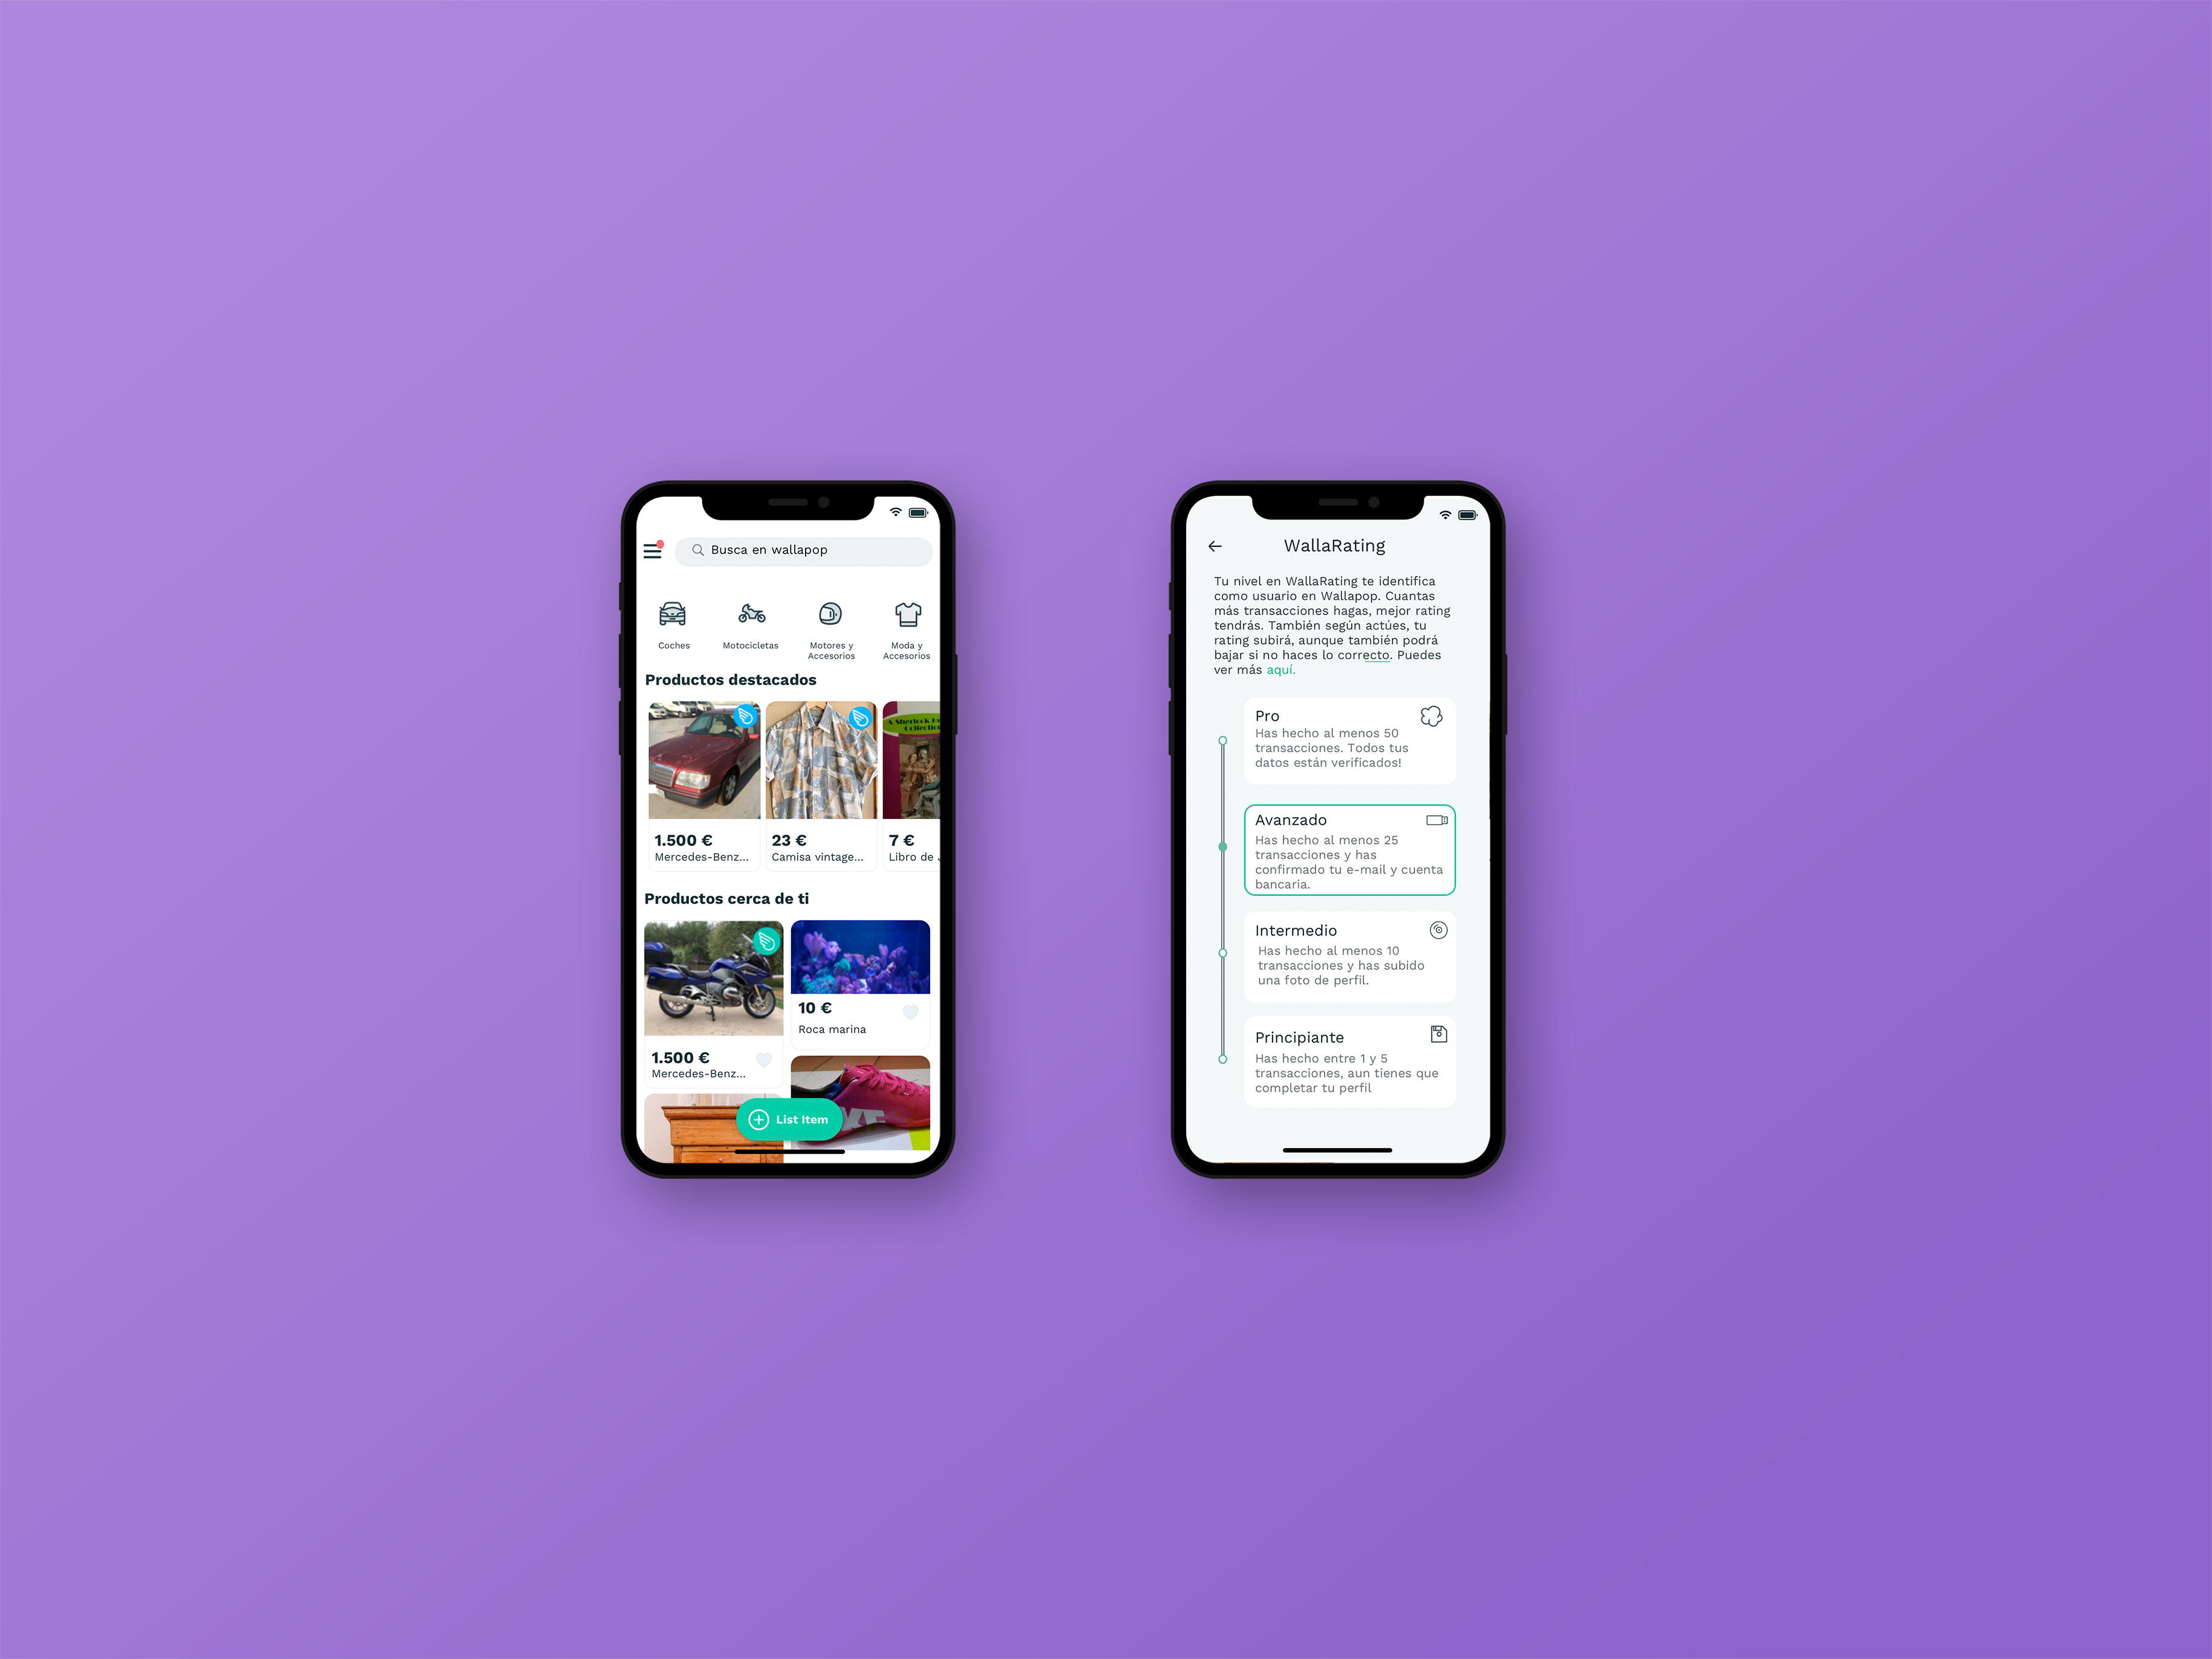 Busca en wallapop
Coches
Motocicletas
Motores y
Accesorios
Moda y
Accesorios
Productos destacados
A Sherlock
Collection
1.500 €
Mercedes-Benz...
23 €
Camisa vintage...
7 €
Libro de
Productos cerca de ti
1.500 €
Mercedes-Benz...
10 €
Roca marina
List Item
WallaRating
Tu nivel en WallaRating te identifica
como usuario en Wallapop. Cuantas
más transacciones hagas, mejor rating
tendrás. También según actúes, tu
rating subirá, aunque también podrá
bajar si no haces lo correcto. Puedes
ver más aquí.
Pro
Has hecho al menos 50
transacciones. Todos tus
datos están verificados!
Avanzado
Has hecho al menos 25
transacciones y has
confirmado tu e-mail y cuenta
bancaria.
Intermedio
Has hecho al menos 10
transacciones y has subido
una foto de perfil.
Principiante
Has hecho entre 1 y 5
transacciones, aun tienes que
completar tu perfil